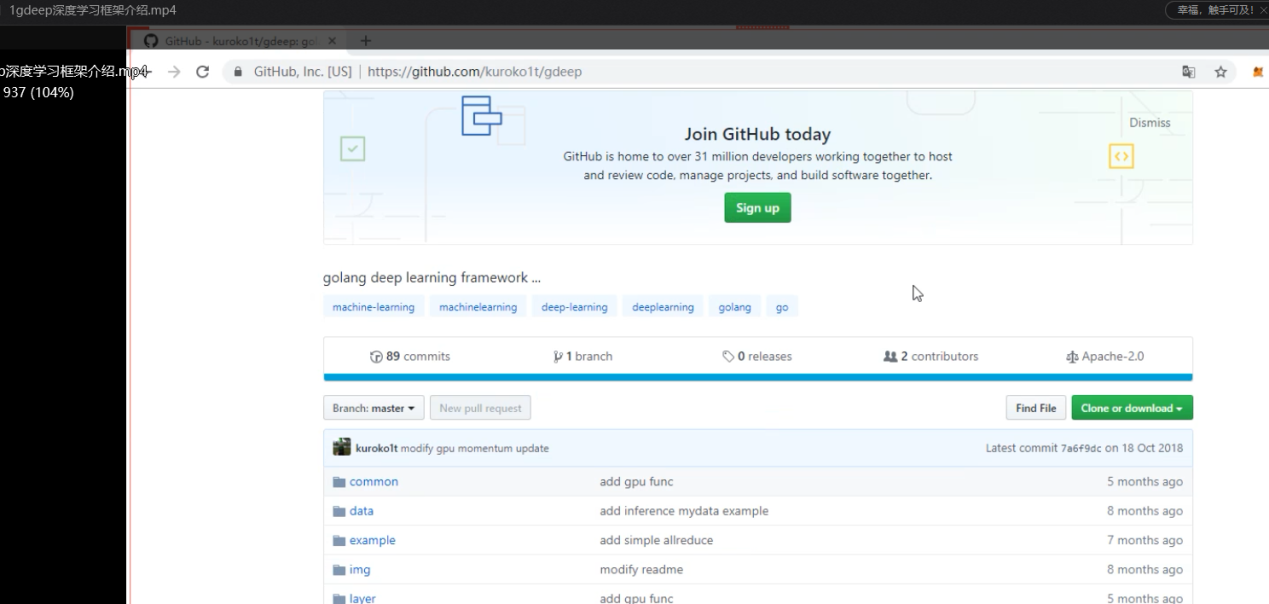 1gdeep深度学习框架介绍.mp4
幸福，触手可及!
GitHub - kuroko1t/gdeep: gol
p深度学习框架介绍.mp4
937 (104%)
GitHub, Inc. [US] | https://github.com/kuroko1t/gdeep
Join GitHub today
Dismiss
GitHub is home to over 31 million developers working together to host
and review code, manage projects, and build software together.
Sign up
golang deep learning framework ...
machine-learning machinelearning deep-learning deeplearning golang go
89 commits 1 branch 0 releases 2 contributors Apache-2.0
Branch: master New pull request Find File Clone or download
kuroko1t modify gpu momentum update Latest commit 7a6f9dc on 18 Oct 2018
common add gpu func 5 months ago
data add inference mydata example 8 months ago
example add simple allreduce 7 months ago
img modify readme 8 months ago
layer add gpu func 5 months ago